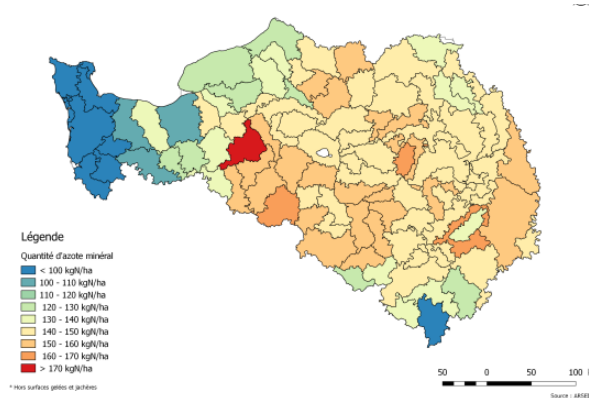 Légende
Quantité d'azote minéral
< 100 kgN/ha
100 - 110 kgN/ha
110 - 120 kgN/ha
120 - 130 kgN/ha
130 - 140 kgN/ha
140 - 150 kgN/ha
150 - 160 kgN/ha
160 - 170 kgN/ha
> 170 kgN/ha
* Hors surfaces gelées et jachères
50 0 50 100
Source : AESN